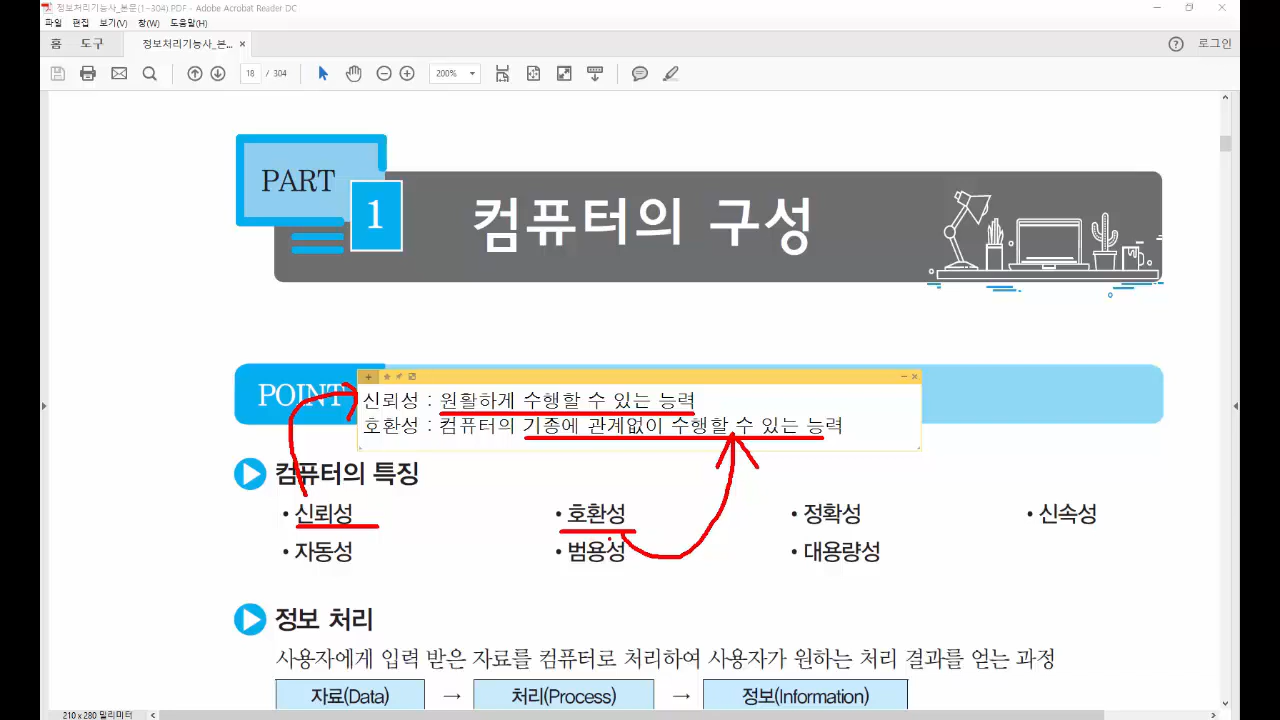 정보처리기능사_본문(1~304).PDF - Adobe Acrobat Reader DC
파일 편집 보기(V) 창(W) 도움말(H)
홈 도구 정보처리기능사_본... × 로그인
18 / 304 200%
PART
1
컴퓨터의 구성
POINT
신뢰성 : 원활하게 수행할 수 있는 능력
호환성 : 컴퓨터의 기종에 관계없이 수행할 수 있는 능력
컴퓨터의 특징
• 신뢰성 • 호환성 • 정확성 • 신속성
• 자동성 • 범용성 • 대용량성
정보 처리
사용자에게 입력 받은 자료를 컴퓨터로 처리하여 사용자가 원하는 처리 결과를 얻는 과정
자료(Data) → 처리(Process) → 정보(Information)
210 x 280 밀리미터